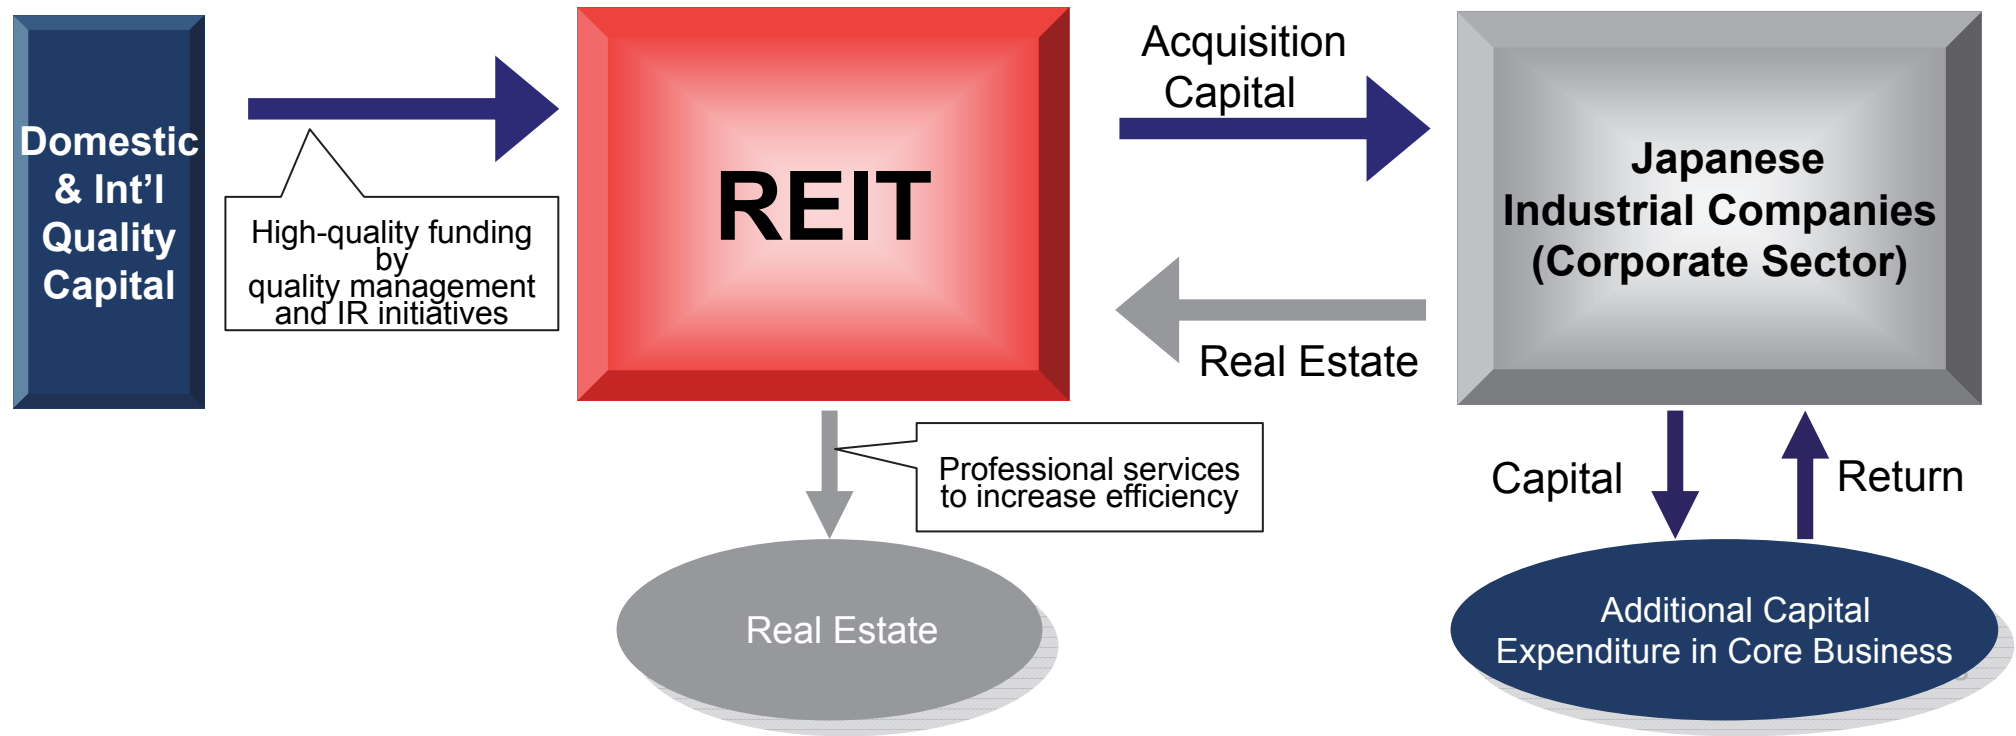 Domestic
& Int’l
Quality
Capital
High-quality funding
by
quality management
and IR initiatives
REIT
Acquisition
Capital
Real Estate
Japanese
Industrial Companies
(Corporate Sector)
Professional services
to increase efficiency
Capital
Return
Real Estate
Additional Capital
Expenditure in Core Business